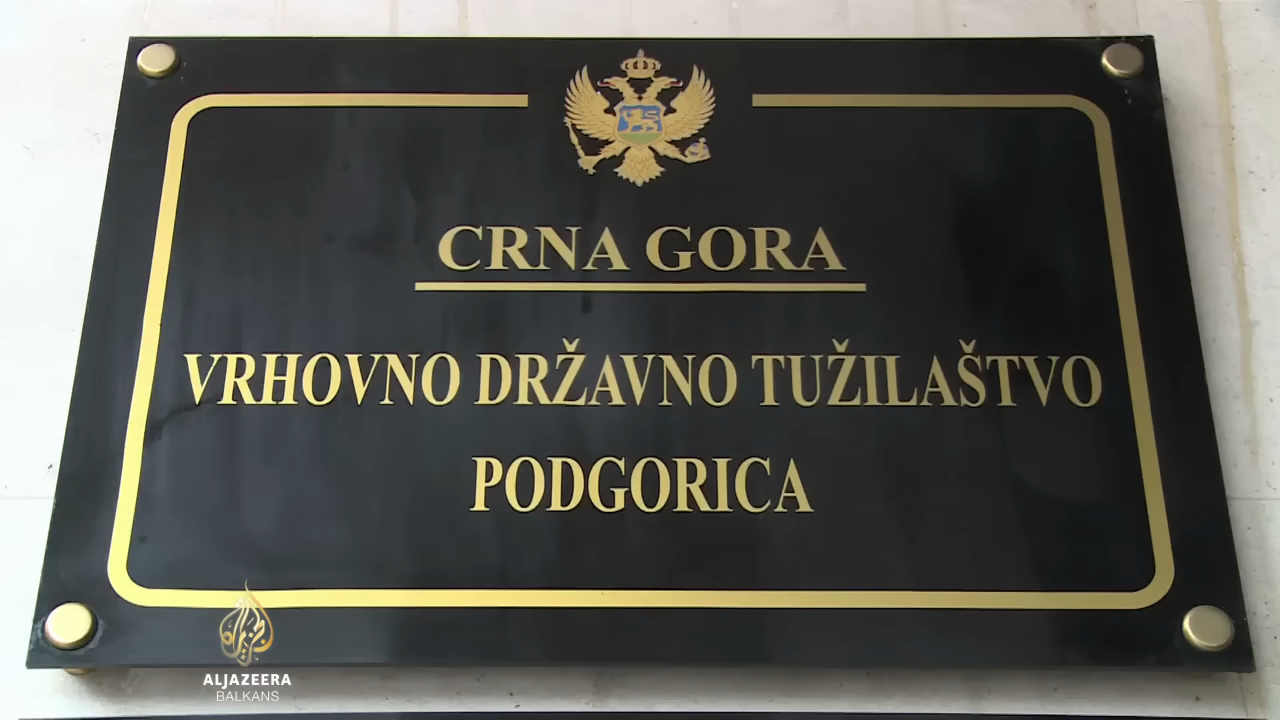 CRNA GORA
VRHOVNO DRŽAVNO TUŽILAŠTVO
PODGORICA
ALJAZEERA
BALKANS